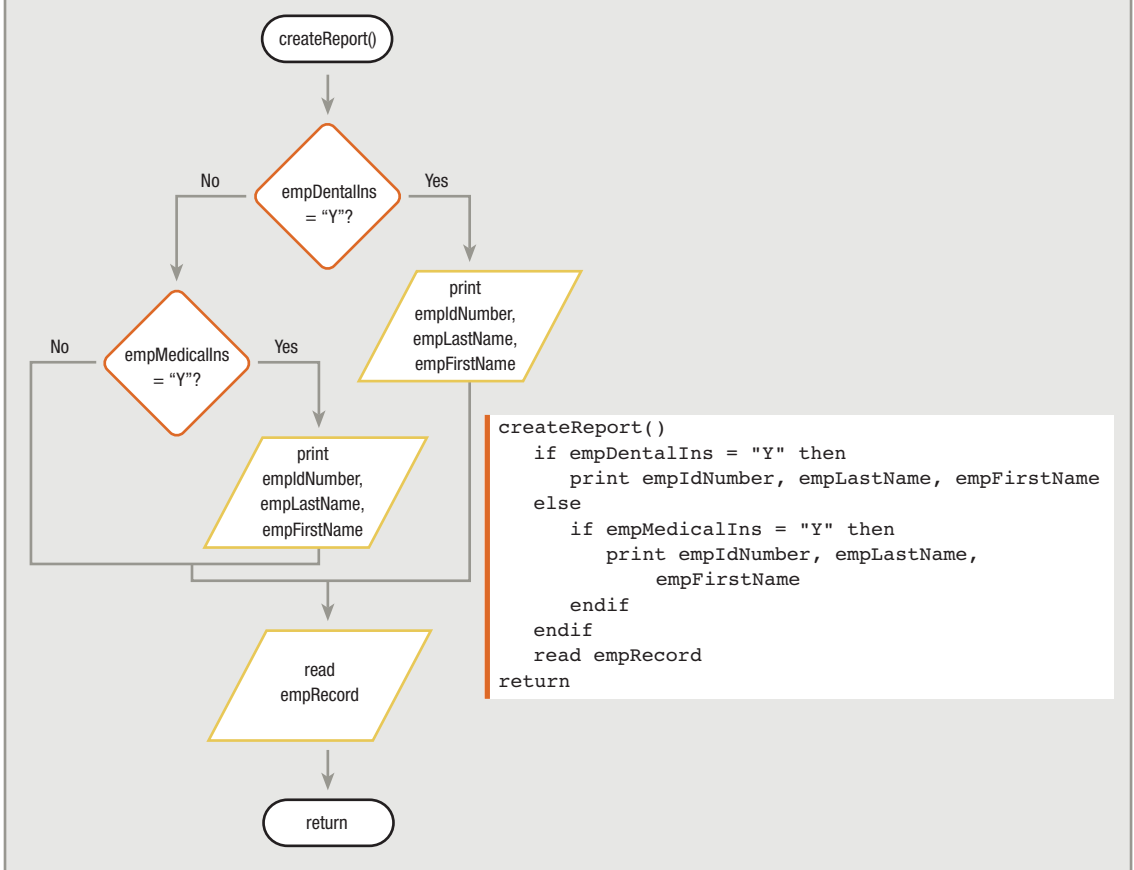 createReport()
empDentalIns
= “Y”?
No
Yes
print
empIdNumber,
empLastName,
empFirstName
empMedicalIns
= “Y”?
No
Yes
print
empIdNumber,
empLastName,
empFirstName
read
empRecord
return
createReport()
if empDentalIns = "Y" then
print empIdNumber, empLastName, empFirstName
else
if empMedicalIns = "Y" then
print empIdNumber, empLastName,
empFirstName
endif
endif
read empRecord
return